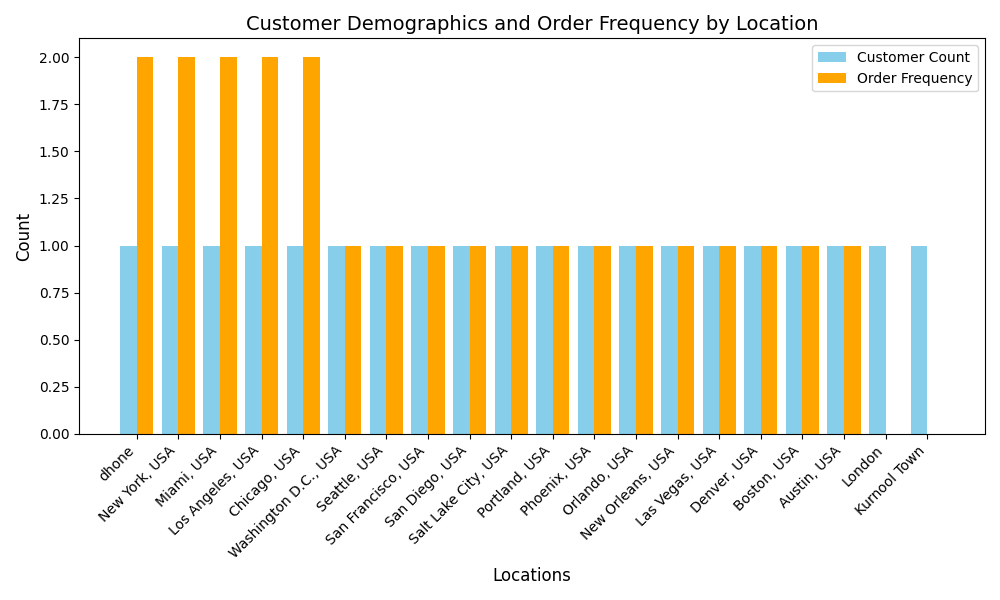 Customer Demographics and Order Frequency by Location
Customer Count
Order Frequency
Count
2.00
1.75
1.50
1.25
1.00
0.75
0.50
0.25
0.00
dhone
New York, USA
Miami, USA
Los Angeles, USA
Chicago, USA
Washington D.C., USA
Seattle, USA
San Francisco, USA
San Diego, USA
Salt Lake City, USA
Portland, USA
Phoenix, USA
Orlando, USA
New Orleans, USA
Las Vegas, USA
Denver, USA
Boston, USA
Austin, USA
London
Kurnool Town
Locations